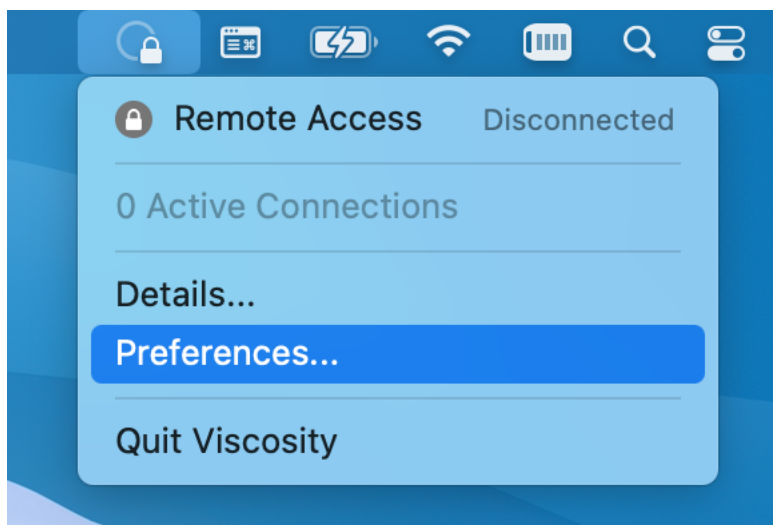 Remote Access Disconnected
0 Active Connections
Details...
Preferences...
Quit Viscosity